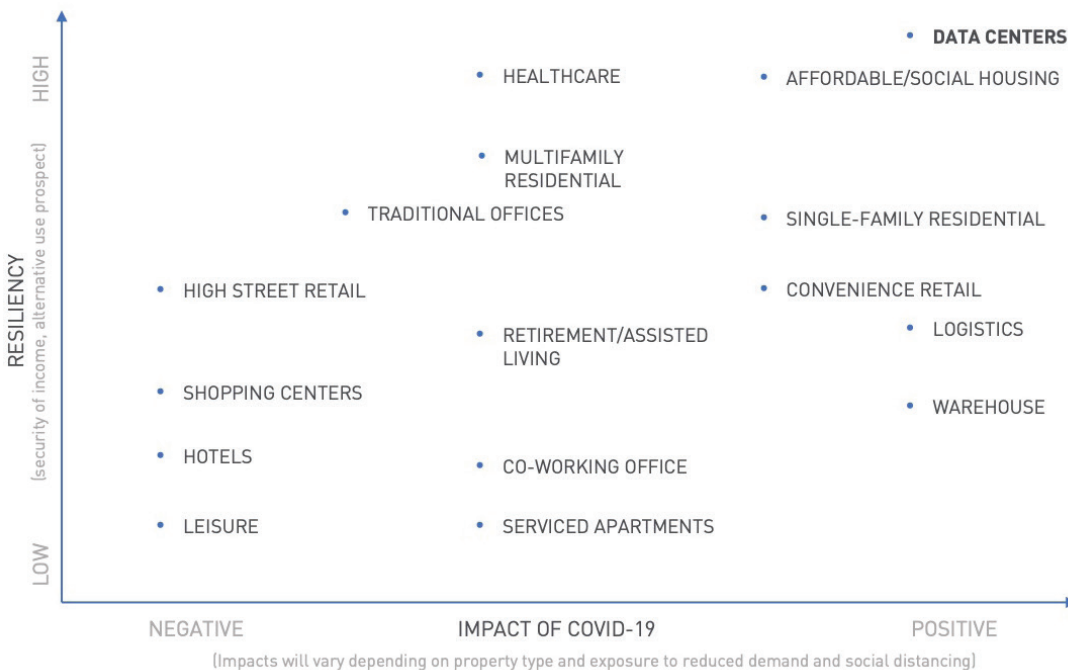 DATA CENTERS
HEALTHCARE
AFFORDABLE/SOCIAL HOUSING
MULTIFAMILY
RESIDENTIAL
TRADITIONAL OFFICES
SINGLE-FAMILY RESIDENTIAL
HIGH STREET RETAIL
CONVENIENCE RETAIL
LOGISTICS
RETIREMENT/ASSISTED
LIVING
SHOPPING CENTERS
WAREHOUSE
HOTELS
CO-WORKING OFFICE
LEISURE
SERVICED APARTMENTS
HIGH
RESILIENCY
(security of income, alternative use prospect)
LOW
NEGATIVE
IMPACT OF COVID-19
POSITIVE
(Impacts will vary depending on property type and exposure to reduced demand and social distancing)